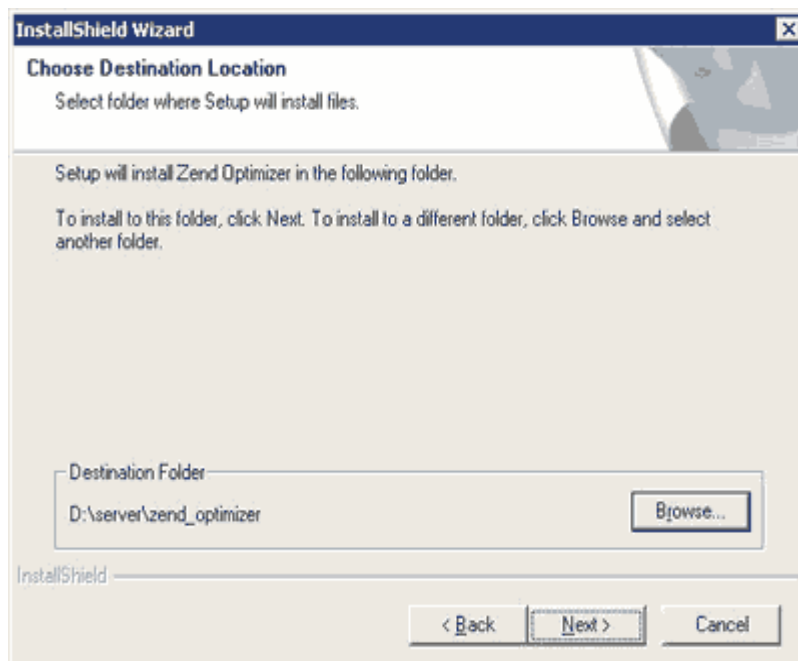 InstallShield Wizard
Choose Destination Location
Select folder where Setup will install files.
Setup will install Zend Optimizer in the following folder.
To install to this folder, click Next. To install to a different folder, click Browse and select
another folder.
Destination Folder
D:\server\zend_optimizer
Browse...
InstallShield
< Back
Next >
Cancel